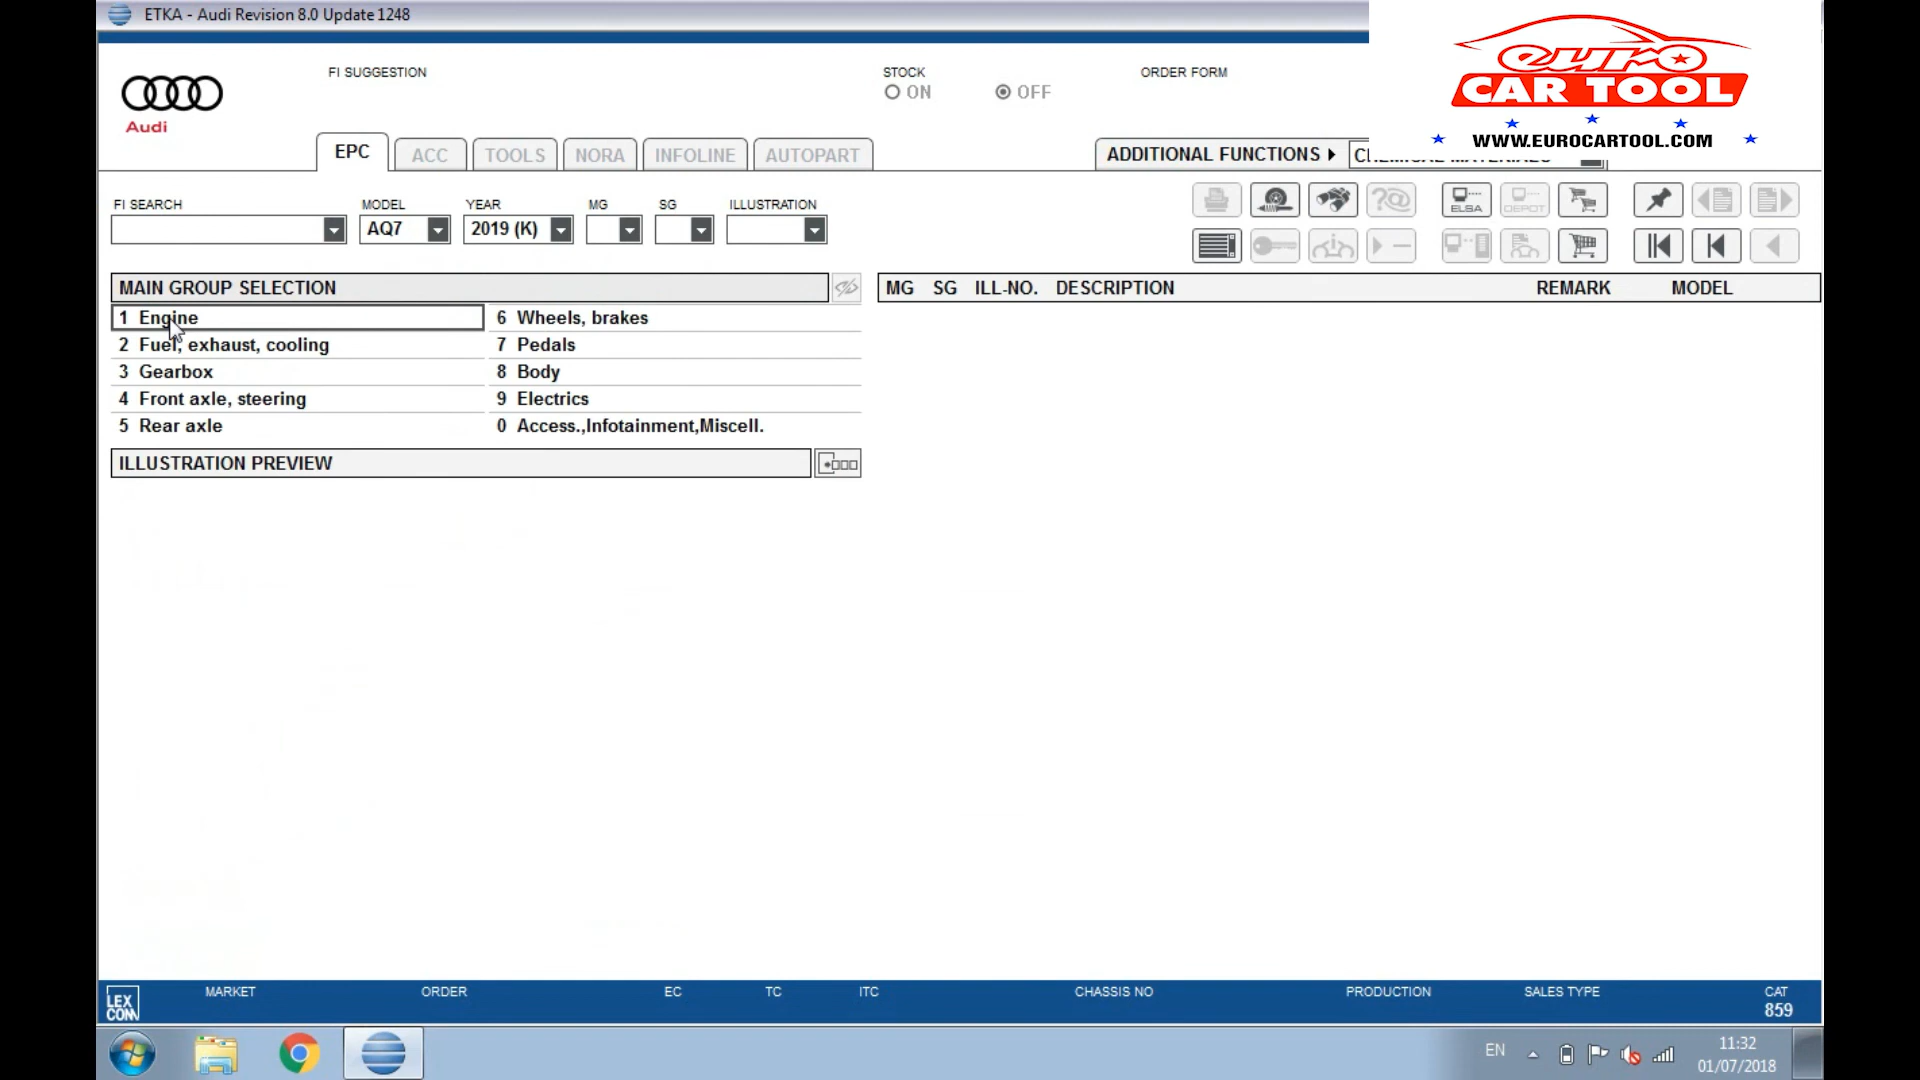 ETKA - Audi Revision 8.0 Update 1248
euro
CAR TOOL
WWW.EUROCARTOOL.COM
Audi
FI SUGGESTION
STOCK
ON
OFF
ORDER FORM
EPC
ACC
TOOLS
NORA
INFOLINE
AUTOPART
ADDITIONAL FUNCTIONS
FI SEARCH
MODEL
YEAR
MG
SG
ILLUSTRATION
AQ7
2019 (K)
ELSA
DEPOT
MAIN GROUP SELECTION
1 Engine
2 Fuel, exhaust, cooling
3 Gearbox
4 Front axle, steering
5 Rear axle
6 Wheels, brakes
7 Pedals
8 Body
9 Electrics
0 Access.,Infotainment,Miscell.
MG SG ILL-NO. DESCRIPTION REMARK MODEL
ILLUSTRATION PREVIEW
LEX
COM
MARKET
ORDER
EC
TC
ITC
CHASSIS NO
PRODUCTION
SALES TYPE
CAT
859
EN
11:32
01/07/2018